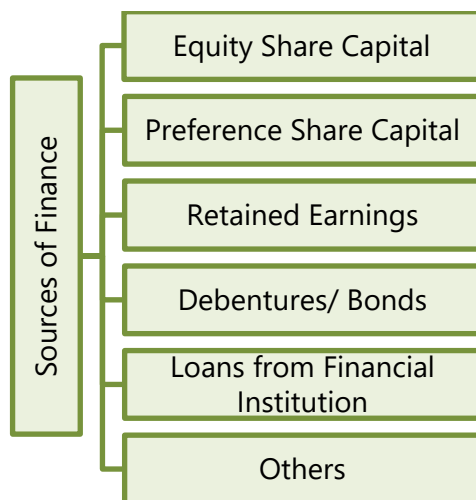 Sources of Finance
Equity Share Capital
Preference Share Capital
Retained Earnings
Debentures/ Bonds
Loans from Financial
Institution
Others